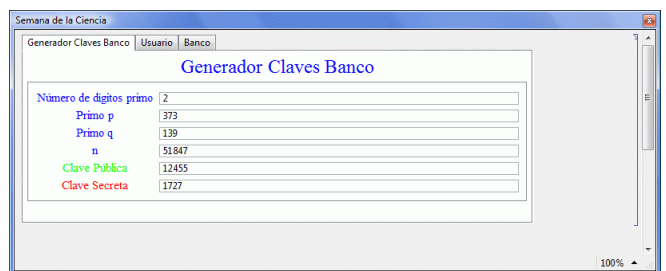 Semana de la Ciencia
Generador Claves Banco Usuario Banco
Generador Claves Banco
Número de digitos primo 2
Primo p 373
Primo q 139
n 51847
Clave Pública 12455
Clave Secreta 1727
100%